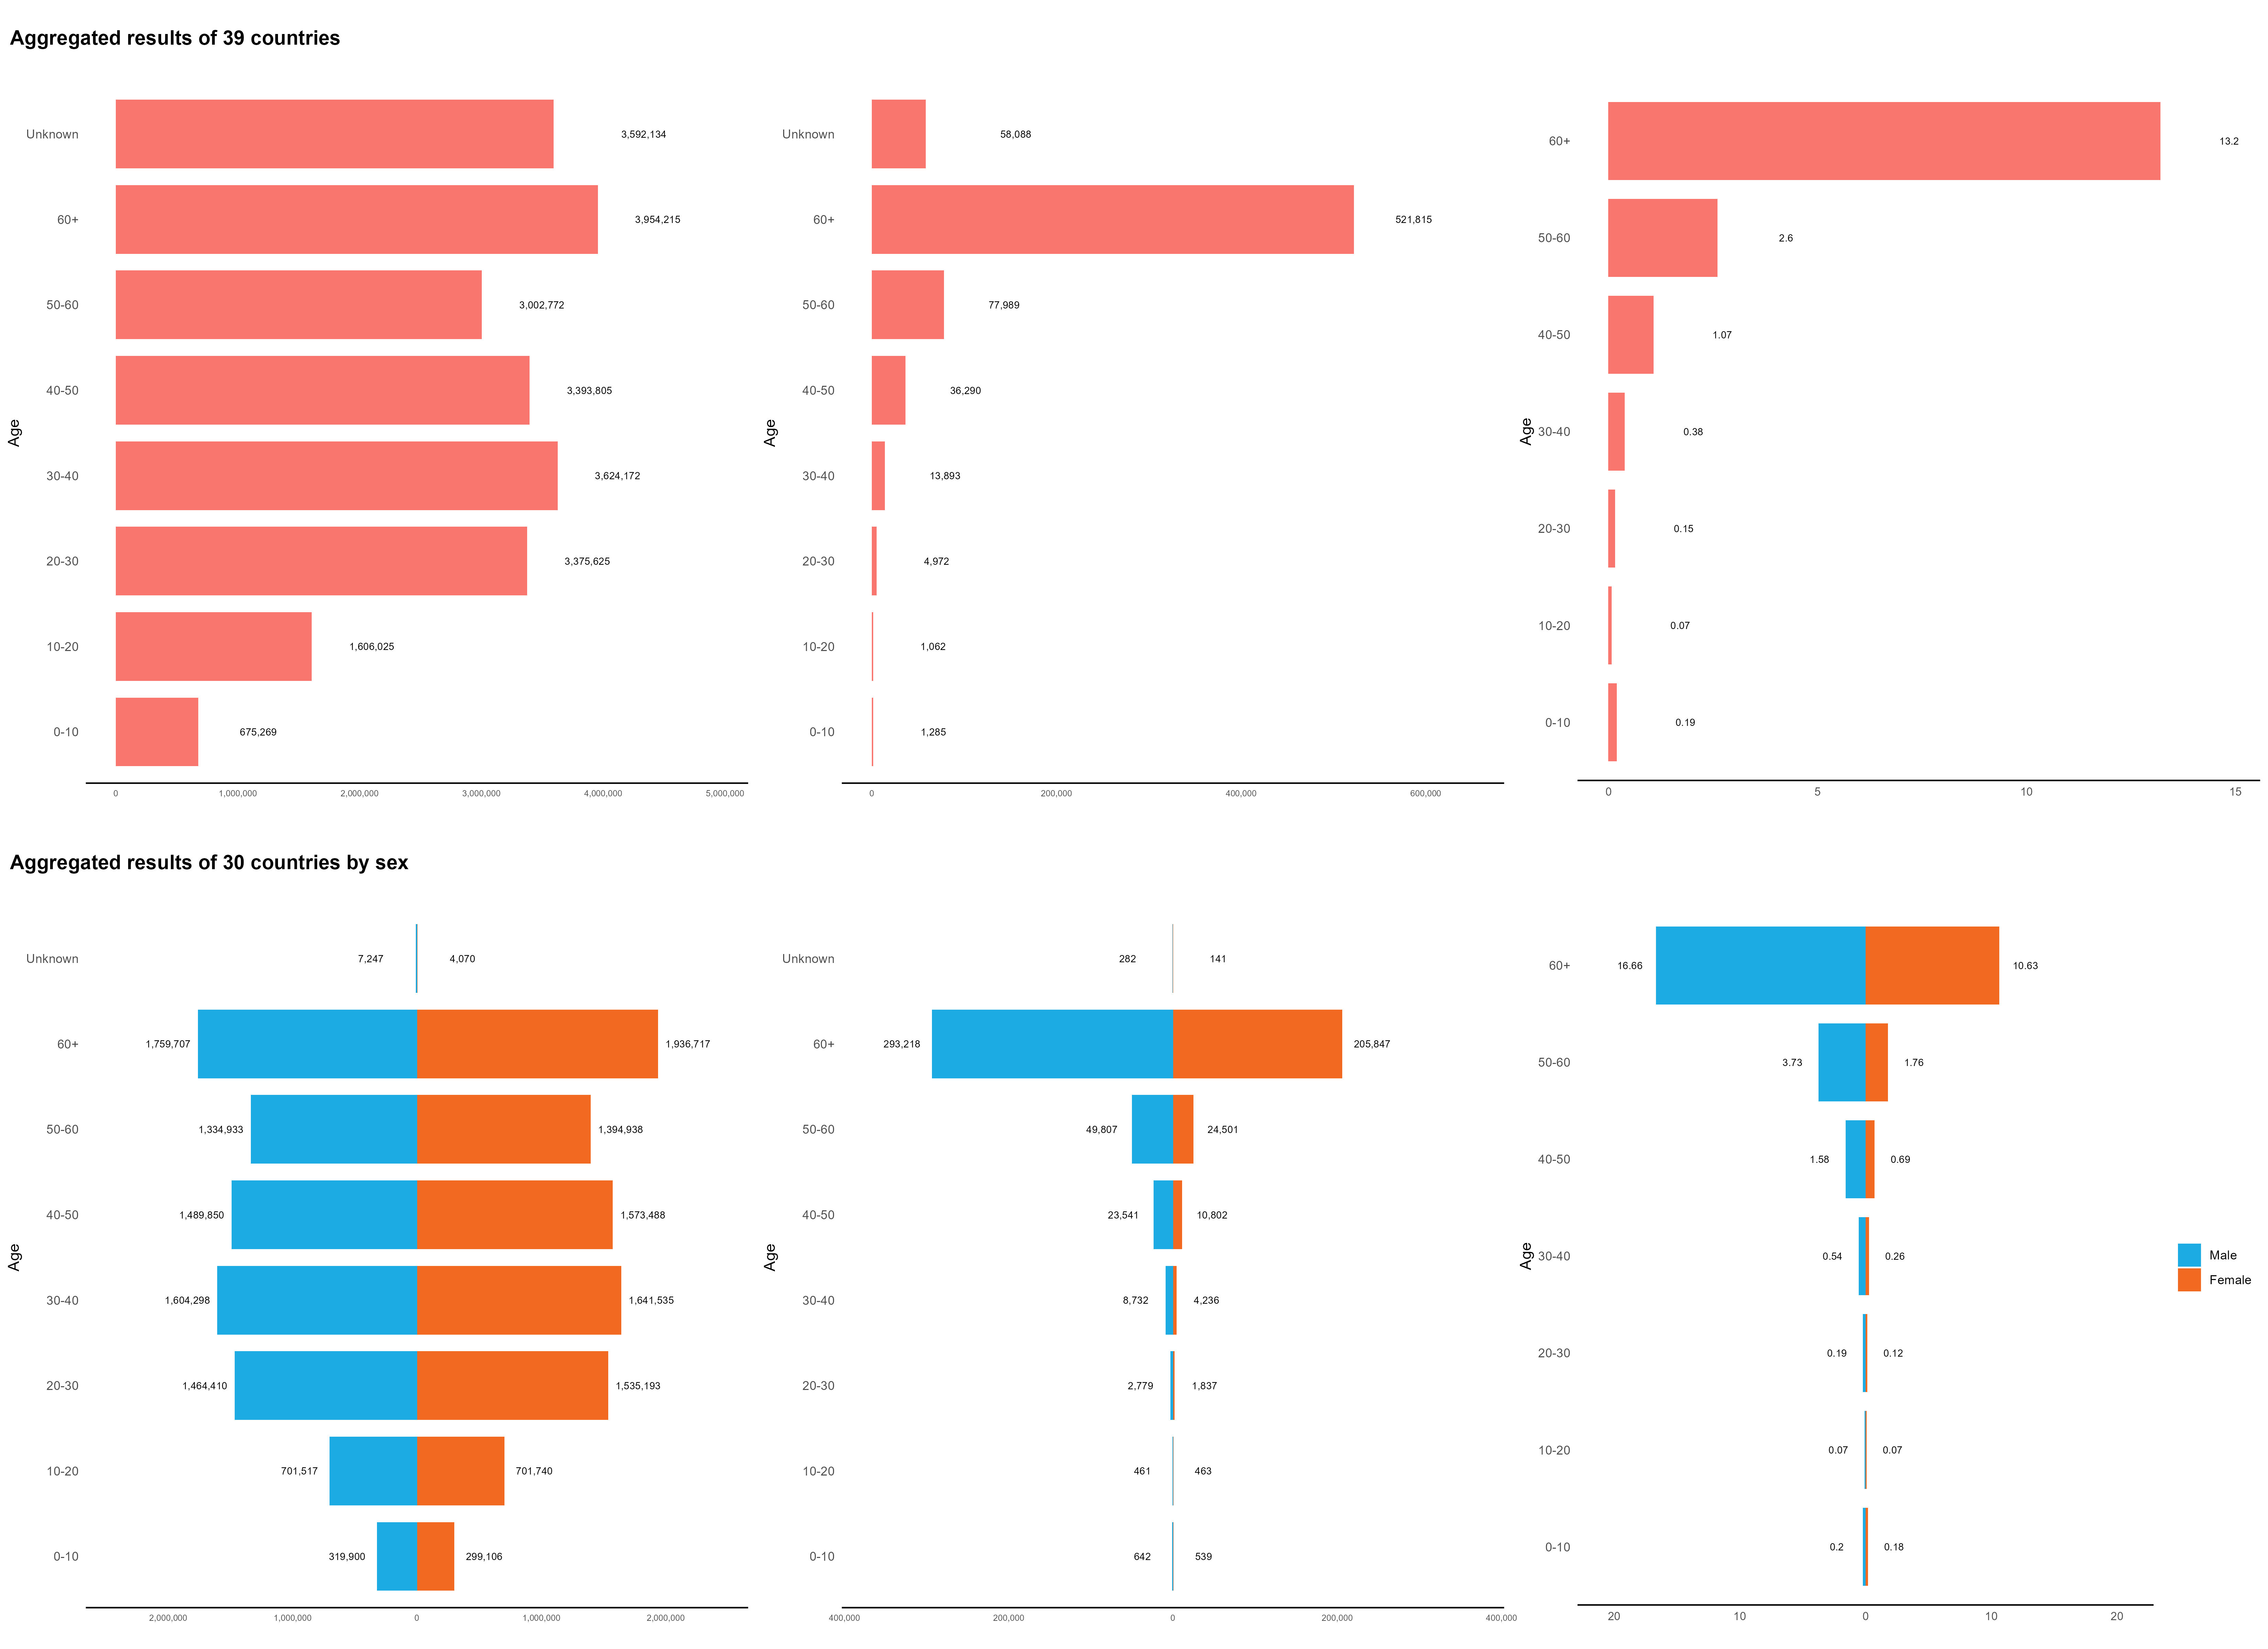 Aggregated results of 39 countries
Age
Unknown 3,592,134
60+ 3,954,215
50-60 3,002,772
40-50 3,393,805
30-40 3,624,172
20-30 3,375,625
10-20 1,606,025
0-10 675,269
0 1,000,000 2,000,000 3,000,000 4,000,000 5,000,000
Age
Unknown 58,088
60+ 521,815
50-60 77,989
40-50 36,290
30-40 13,893
20-30 4,972
10-20 1,062
0-10 1,285
0 200,000 400,000 600,000
Age
60+ 13.2
50-60 2.6
40-50 1.07
30-40 0.38
20-30 0.15
10-20 0.07
0-10 0.19
0 5 10 15
Aggregated results of 30 countries by sex
Age
Unknown 7,247 4,070
60+ 1,759,707 1,936,717
50-60 1,334,933 1,394,938
40-50 1,489,850 1,573,488
30-40 1,604,298 1,641,535
20-30 1,464,410 1,535,193
10-20 701,517 701,740
0-10 319,900 299,106
2,000,000 1,000,000 0 1,000,000 2,000,000
Age
Unknown 282 141
60+ 293,218 205,847
50-60 49,807 24,501
40-50 23,541 10,802
30-40 8,732 4,236
20-30 2,779 1,837
10-20 461 463
0-10 642 539
400,000 200,000 0 200,000 400,000
Age
60+ 16.66 10.63
50-60 3.73 1.76
40-50 1.58 0.69
30-40 0.54 0.26
20-30 0.19 0.12
10-20 0.07 0.07
0-10 0.2 0.18
20 10 0 10 20
Male
Female